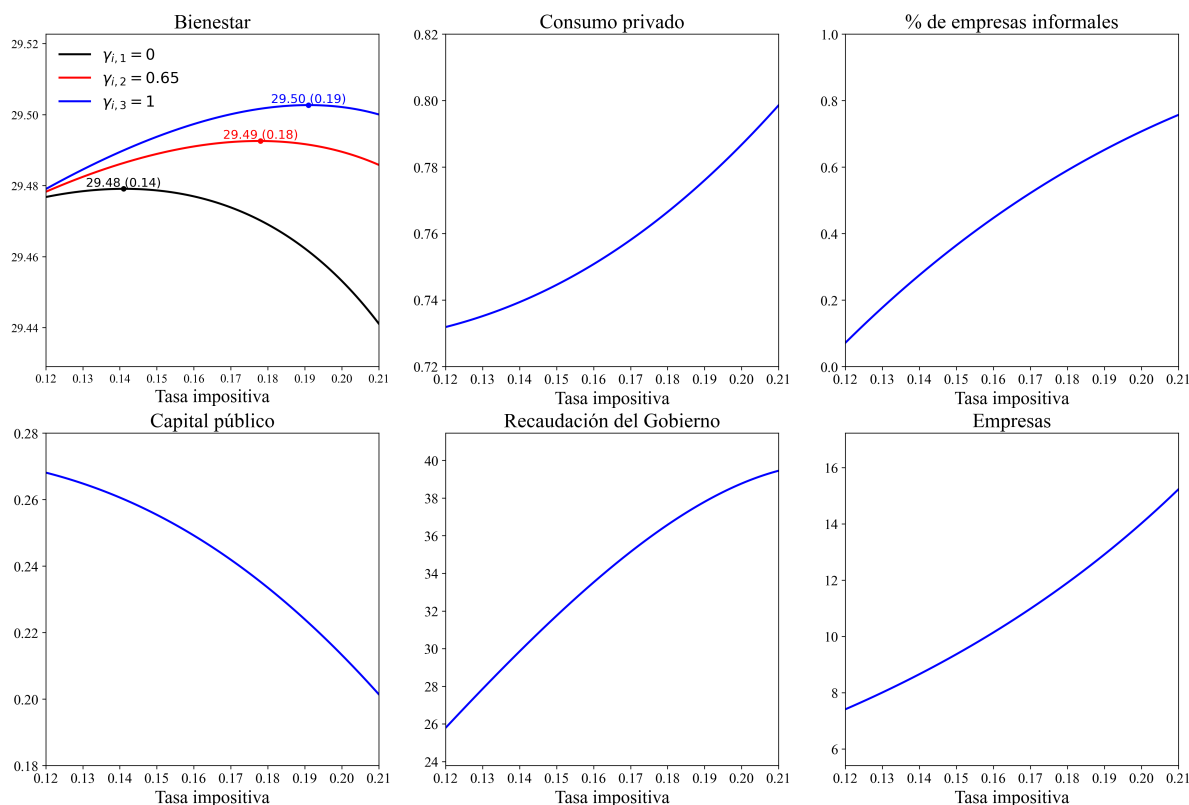 Bienestar
29.52
29.50
29.48
29.46
29.44
γi,1 = 0
γi,2 = 0.65
γi,3 = 1
29.50 (0.19)
29.49 (0.18)
29.48 (0.14)
0.12 0.13 0.14 0.15 0.16 0.17 0.18 0.19 0.20 0.21
Tasa impositiva
Consumo privado
0.82
0.80
0.78
0.76
0.74
0.72
0.12 0.13 0.14 0.15 0.16 0.17 0.18 0.19 0.20 0.21
Tasa impositiva
% de empresas informales
1.0
0.8
0.6
0.4
0.2
0.0
0.12 0.13 0.14 0.15 0.16 0.17 0.18 0.19 0.20 0.21
Tasa impositiva
Capital público
0.28
0.26
0.24
0.22
0.20
0.18
0.12 0.13 0.14 0.15 0.16 0.17 0.18 0.19 0.20 0.21
Tasa impositiva
Recaudación del Gobierno
40
38
36
34
32
30
28
26
24
0.12 0.13 0.14 0.15 0.16 0.17 0.18 0.19 0.20 0.21
Tasa impositiva
Empresas
16
14
12
10
8
6
0.12 0.13 0.14 0.15 0.16 0.17 0.18 0.19 0.20 0.21
Tasa impositiva